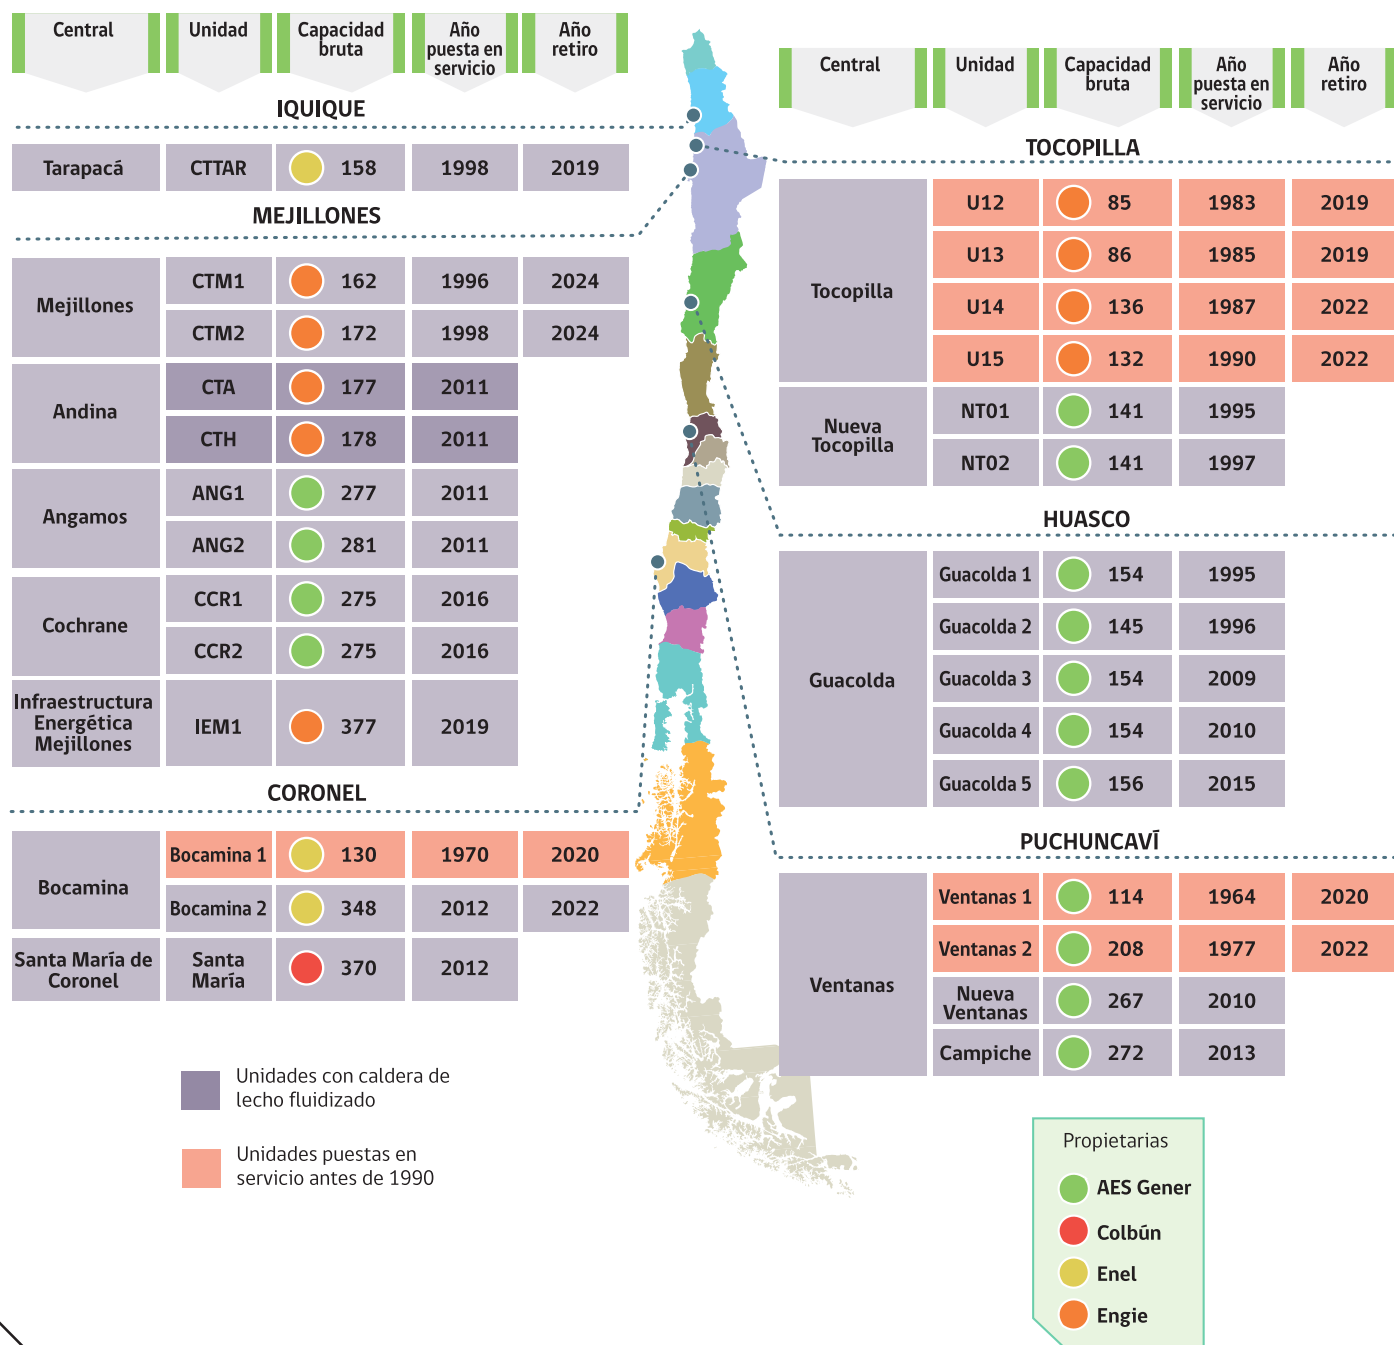 Central
Unidad
Capacidad
bruta
Año
puesta en
servicio
Año
retiro
IQUIQUE
Tarapacá CTTAR 158 1998 2019
MEJILLONES
Mejillones
CTM1 162 1996 2024
CTM2 172 1998 2024
Andina
CTA 177 2011
CTH 178 2011
Angamos
ANG1 277 2011
ANG2 281 2011
Cochrane
CCR1 275 2016
CCR2 275 2016
Infraestructura
Energética
Mejillones
IEM1 377 2019
CORONEL
Bocamina
Bocamina 1 130 1970 2020
Bocamina 2 348 2012 2022
Santa María de
Coronel
Santa
María
370 2012
Unidades con caldera de
lecho fluidizado
Unidades puestas en
servicio antes de 1990
Central
Unidad
Capacidad
bruta
Año
puesta en
servicio
Año
retiro
TOCOPILLA
Tocopilla
U12 85 1983 2019
U13 86 1985 2019
U14 136 1987 2022
U15 132 1990 2022
Nueva
Tocopilla
NT01 141 1995
NT02 141 1997
HUASCO
Guacolda
Guacolda 1 154 1995
Guacolda 2 145 1996
Guacolda 3 154 2009
Guacolda 4 154 2010
Guacolda 5 156 2015
PUCHUNCAVÍ
Ventanas
Ventanas 1 114 1964 2020
Ventanas 2 208 1977 2022
Nueva
Ventanas
267 2010
Campiche 272 2013
Propietarias
AES Gener
Colbún
Enel
Engie